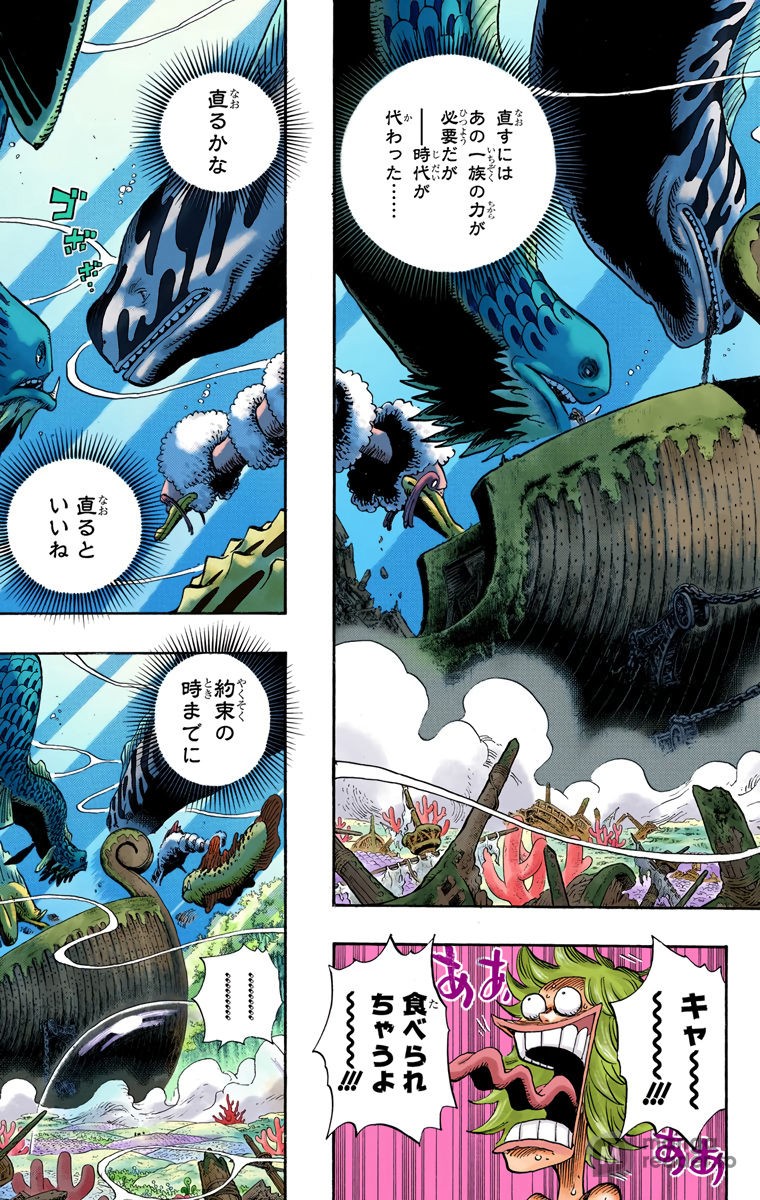 直すには
あの一族の力が
必要だが
━━時代が
代わった……
キャ〜〜
〜〜!!!
食べられ
ちゃうよ
〜〜!!!
ああ
ああ
直るかな
ゴギギ…
直ると
いいね
約束の
時までに
…………